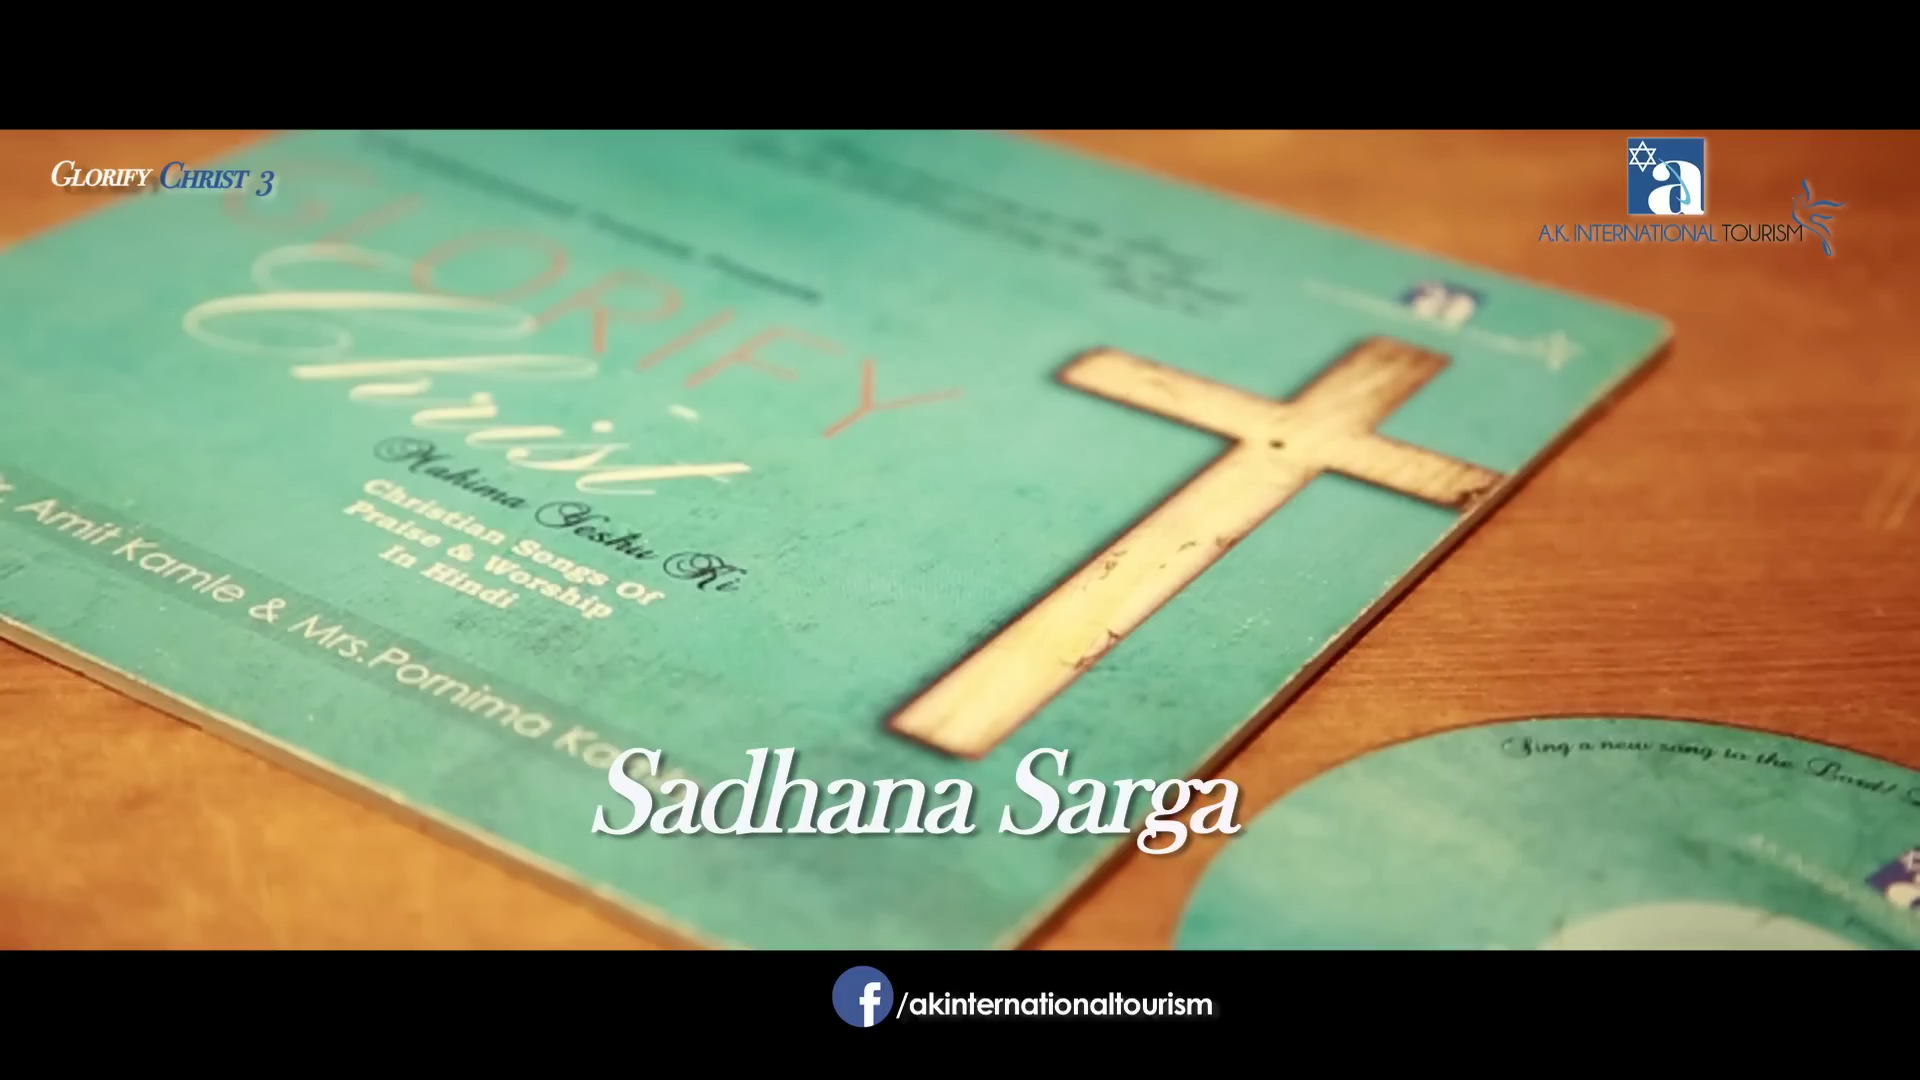 GLORIFY CHRIST 3
a
A.K. INTERNATIONAL TOURISM
GLORIFY
Christ
Mahima Yeshu Ki
Christian Songs Of
Praise & Worship
In Hindi
Amit Kamle & Mrs.Pornima
Sadhana Sarga
Sing a new song to the Lord!
f /akinternationaltourism